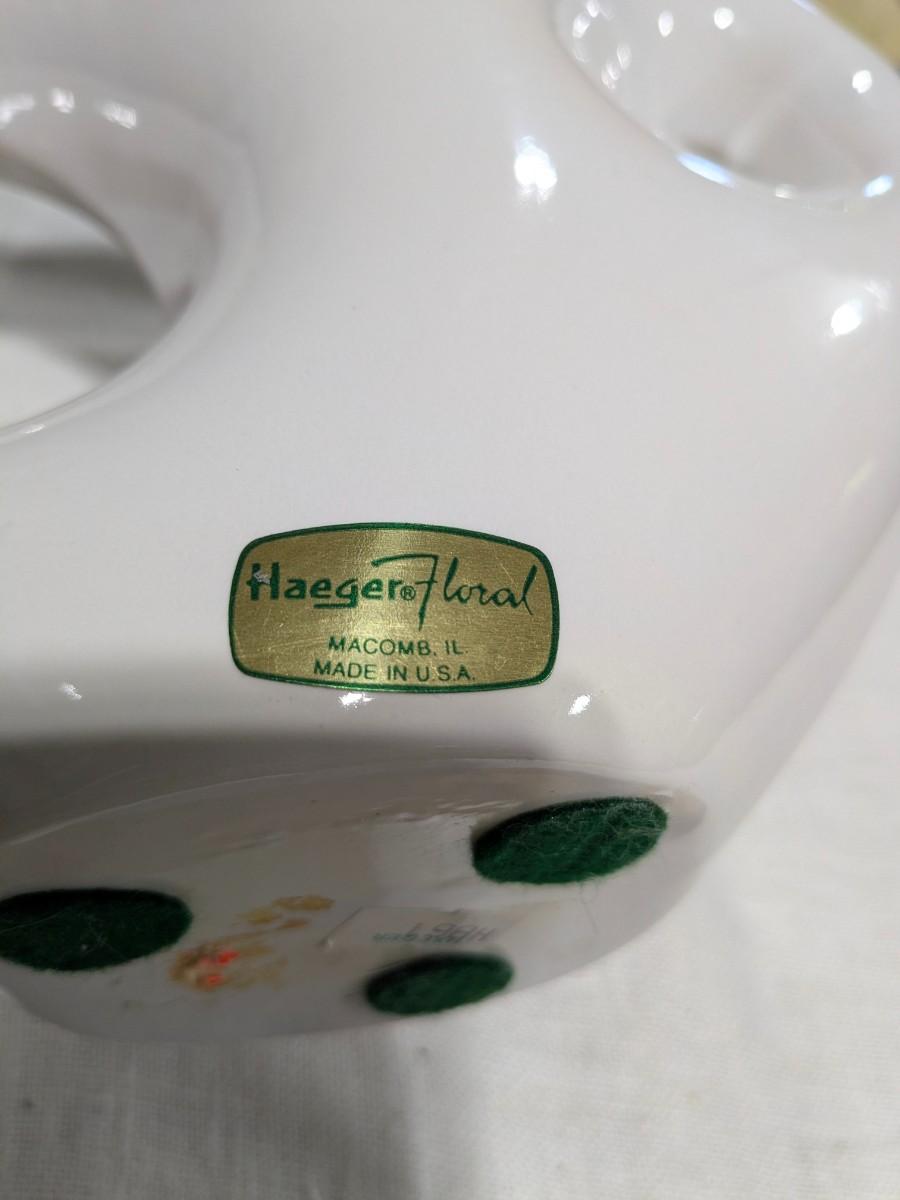 Haeger® Floral
MACOMB, IL.
MADE IN U.S.A.